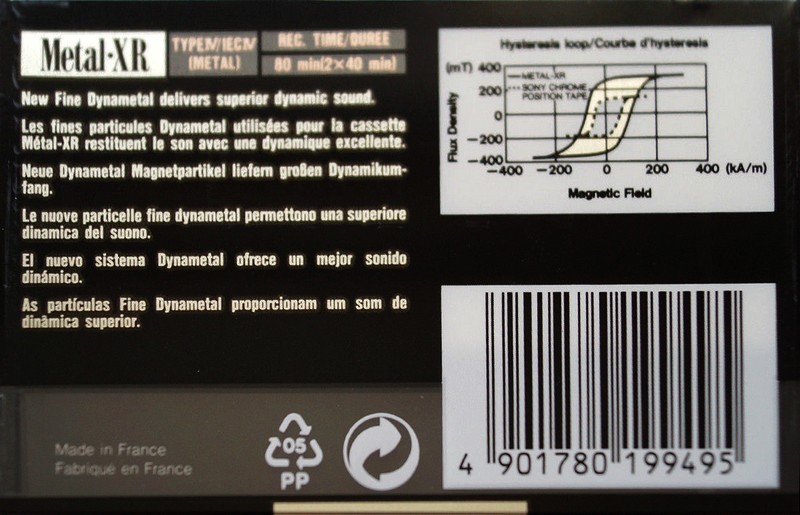 Metal-XR
TYPEⅣ/IECⅣ
(METAL)
REC. TIME/DUREE
80 min(2×40 min)
New Fine Dynametal delivers superior dynamic sound.
Les fines particules Dynametal utilisées pour la cassette
Métal-XR restituent le son avec une dynamique excellente.
Neue Dynametal Magnetpartikel liefern großen Dynamikum-
fang.
Le nuove particelle fine dynametal permettono una superiore
dinamica del suono.
El nuevo sistema Dynametal ofrece un mejor sonido
dinámico.
As partículas Fine Dynametal proporcionam um som de
dinâmica superior.
Made in France
Fabriqué en France
05
PP
Hysteresis loop/Courbe d'hysteresis
(mT) 400
200
0
−200
−400
Flux Density
METAL-XR
SONY CHROME
POSITION TAPE
−400 −200 0 200 400 (kA/m)
Magnetic Field
4 901780 199495